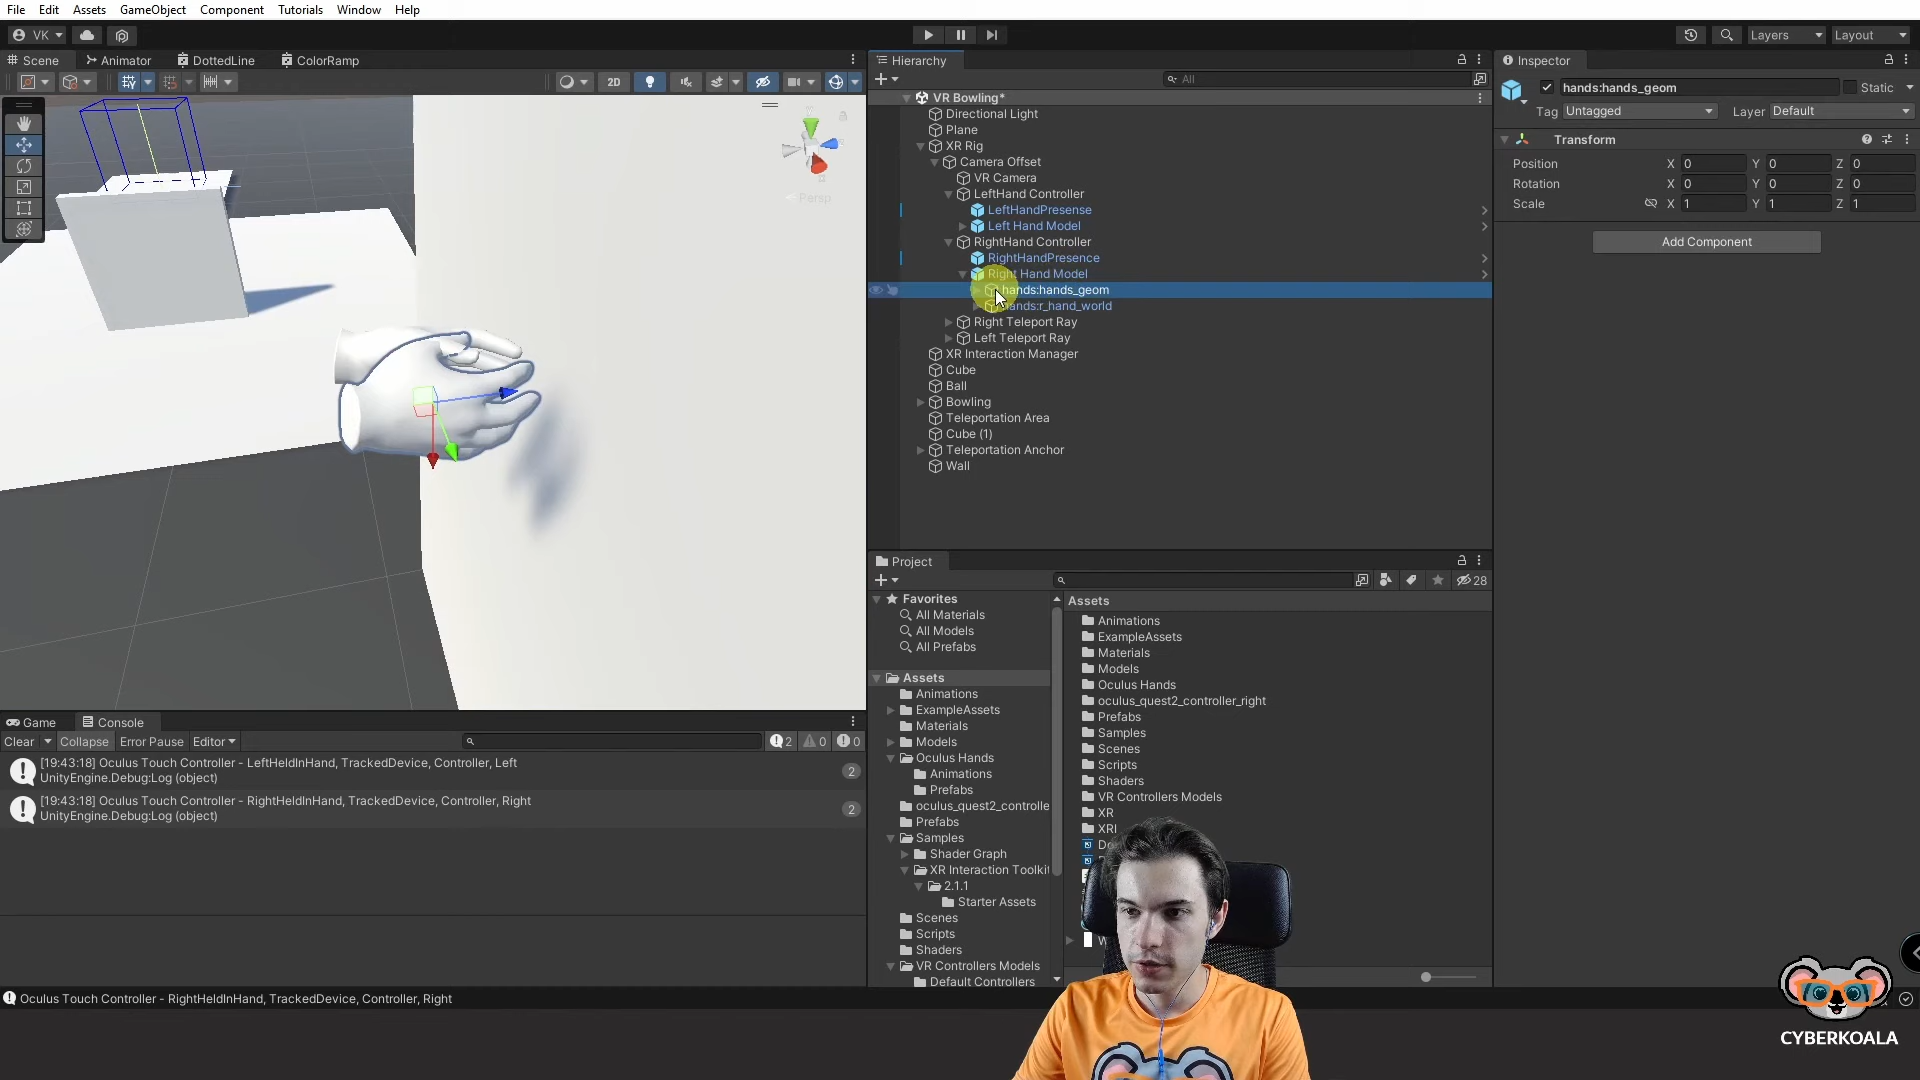 File Edit Assets GameObject Component Tutorials Window Help
VK Layers Layout
Scene Animator DottedLine ColorRamp
2D
Persp
Hierarchy
All
VR Bowling*
Directional Light
Plane
XR Rig
Camera Offset
VR Camera
LeftHand Controller
LeftHandPresense
Left Hand Model
RightHand Controller
RightHandPresence
Right Hand Model
hands:hands_geom
hands:r_hand_world
Right Teleport Ray
Left Teleport Ray
XR Interaction Manager
Cube
Ball
Bowling
Teleportation Area
Cube (1)
Teleportation Anchor
Wall
Inspector
hands:hands_geom Static
Tag Untagged Layer Default
Transform
Position X 0 Y 0 Z 0
Rotation X 0 Y 0 Z 0
Scale X 1 Y 1 Z 1
Add Component
Project
28
Favorites
All Materials
All Models
All Prefabs
Assets
Animations
ExampleAssets
Materials
Models
Oculus Hands
Animations
Prefabs
oculus_quest2_controlle
Prefabs
Samples
Shader Graph
XR Interaction Toolkit
2.1.1
Starter Assets
Scenes
Scripts
Shaders
VR Controllers Models
Default Controllers
Assets
Animations
ExampleAssets
Materials
Models
Oculus Hands
oculus_quest2_controller_right
Prefabs
Samples
Scenes
Scripts
Shaders
VR Controllers Models
XR
XRI
Game Console
Clear Collapse Error Pause Editor 2 0 0
[19:43:18] Oculus Touch Controller - LeftHeldInHand, TrackedDevice, Controller, Left
UnityEngine.Debug:Log (object)
2
[19:43:18] Oculus Touch Controller - RightHeldInHand, TrackedDevice, Controller, Right
UnityEngine.Debug:Log (object)
2
Oculus Touch Controller - RightHeldInHand, TrackedDevice, Controller, Right
CYBERKOALA